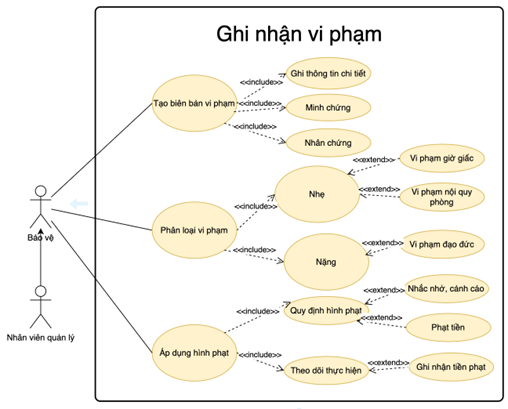 Ghi nhận vi phạm
Tạo biên bản vi phạm
<<include>>
Ghi thông tin chi tiết
<<include>>
Minh chứng
<<include>>
Nhân chứng
Bảo vệ
Nhân viên quản lý
Phân loại vi phạm
<<include>>
Nhẹ
<<extend>>
Vi phạm giờ giấc
<<extend>>
Vi phạm nội quy
phòng
<<include>>
Nặng
<<extend>>
Vi phạm đạo đức
Áp dụng hình phạt
<<include>>
Quy định hình phạt
<<extend>>
Nhắc nhở, cảnh cáo
<<extend>>
Phạt tiền
<<include>>
Theo dõi thực hiện
<<extend>>
Ghi nhận tiền phạt